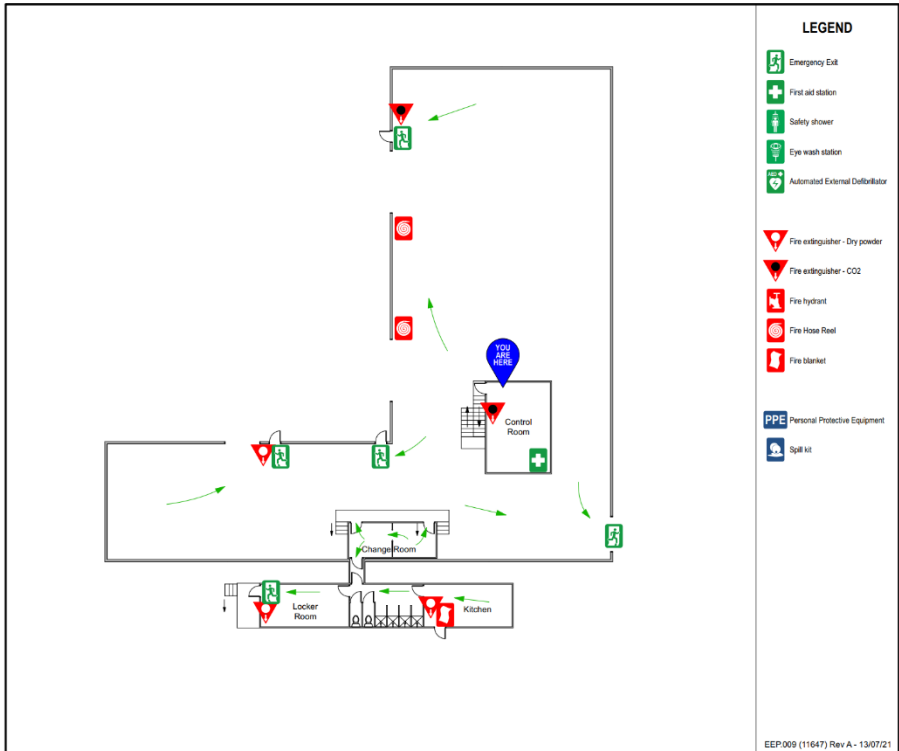 LEGEND
Emergency Exit
First aid station
Safety shower
Eye wash station
AED
Automated External Defibrillator
Fire extinguisher - Dry powder
Fire extinguisher - CO2
Fire hydrant
Fire Hose Reel
Fire blanket
PPE Personal Protective Equipment
Spill kit
YOU
ARE
HERE
Control
Room
Change Room
Locker
Room
Kitchen
EEP.009 (11647) Rev A - 13/07/21